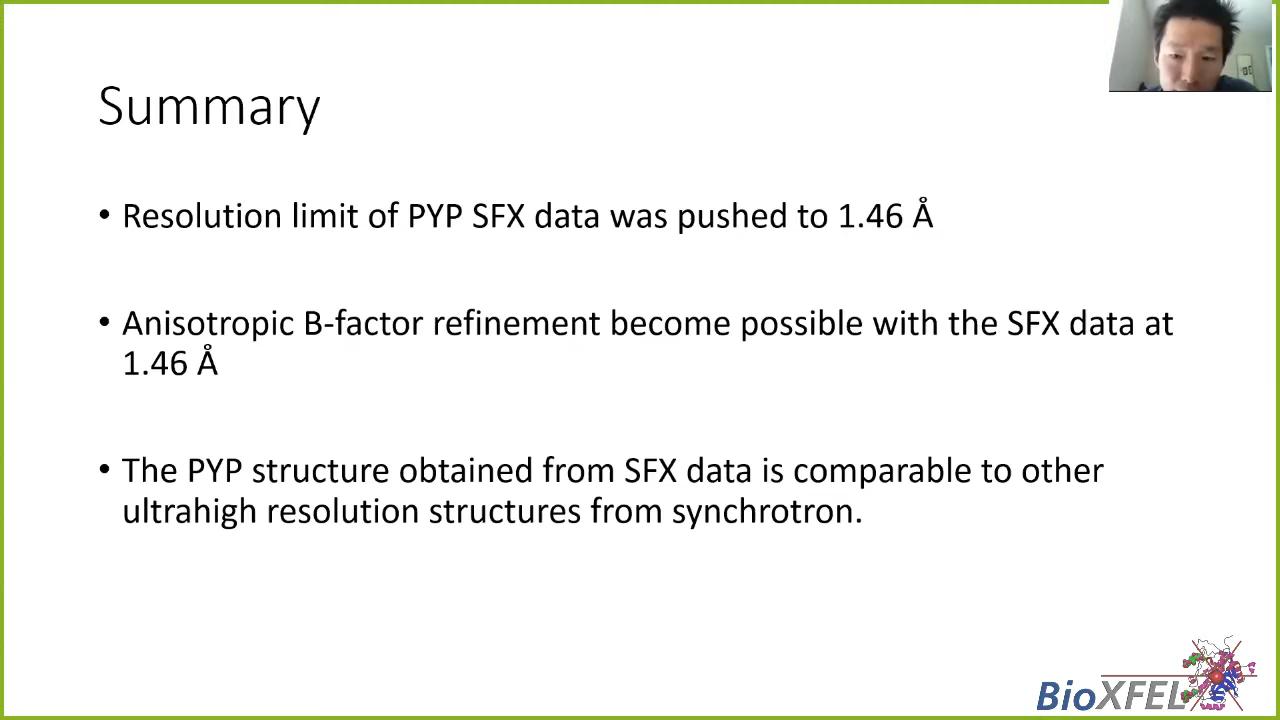 Summary
• Resolution limit of PYP SFX data was pushed to 1.46 Å
• Anisotropic B-factor refinement become possible with the SFX data at
1.46 Å
• The PYP structure obtained from SFX data is comparable to other
ultrahigh resolution structures from synchrotron.
BioXFEL